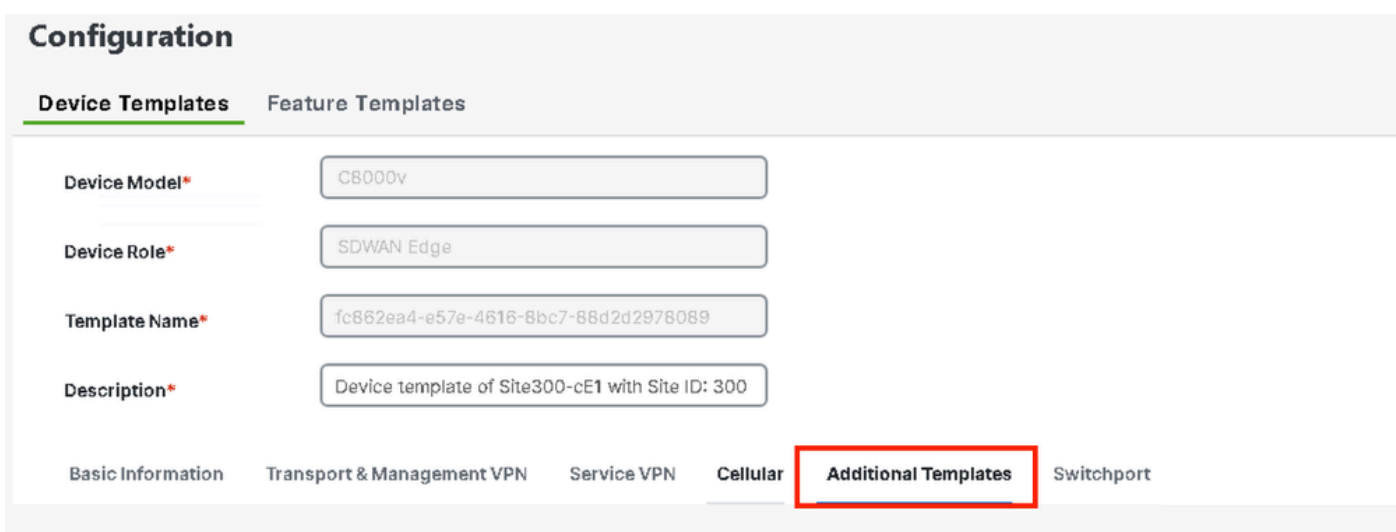 Configuration
Device Templates Feature Templates
Device Model* C8000v
Device Role* SDWAN Edge
Template Name* fc862ea4-e57e-4616-8bc7-88d2d2978089
Description* Device template of Site300-cE1 with Site ID: 300
Basic Information Transport & Management VPN Service VPN Cellular Additional Templates Switchport